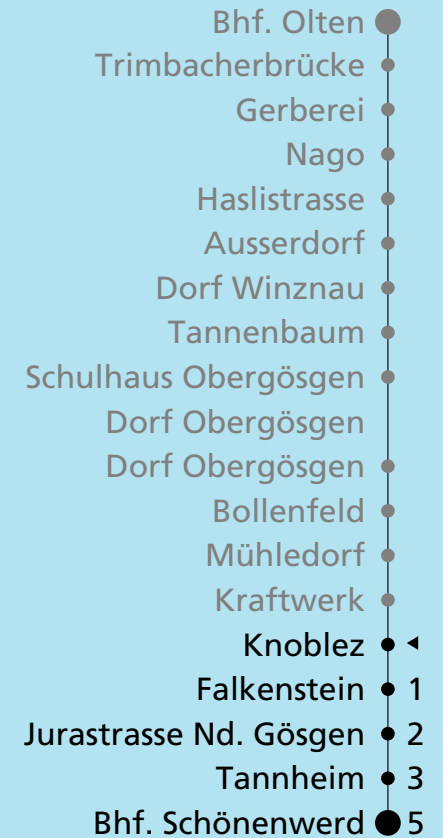 Bhf. Olten
Trimbacherbrücke
Gerberei
Nago
Haslistrasse
Ausserdorf
Dorf Winznau
Tannenbaum
Schulhaus Obergösgen
Dorf Obergösgen
Dorf Obergösgen
Bollenfeld
Mühledorf
Kraftwerk
Knoblez
Falkenstein 1
Jurastrasse Nd. Gösgen 2
Tannheim 3
Bhf. Schönenwerd 5